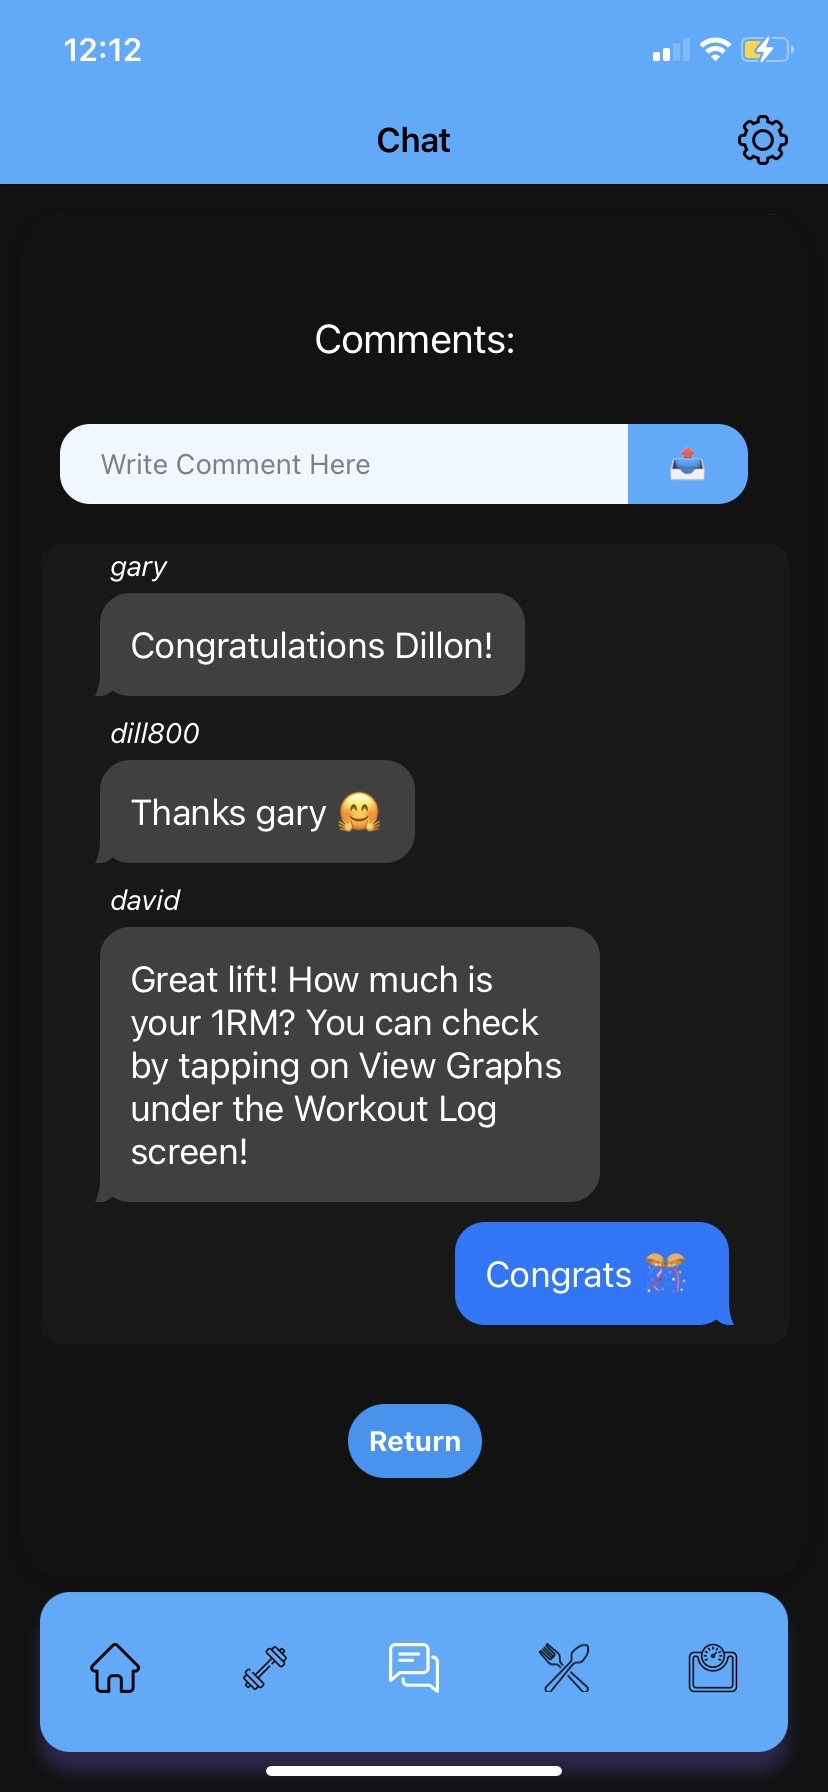 12:12
Chat
Comments:
Write Comment Here
gary
Congratulations Dillon!
dill800
Thanks gary 🤗
david
Great lift! How much is
your 1RM? You can check
by tapping on View Graphs
under the Workout Log
screen!
Congrats 🎊
Return